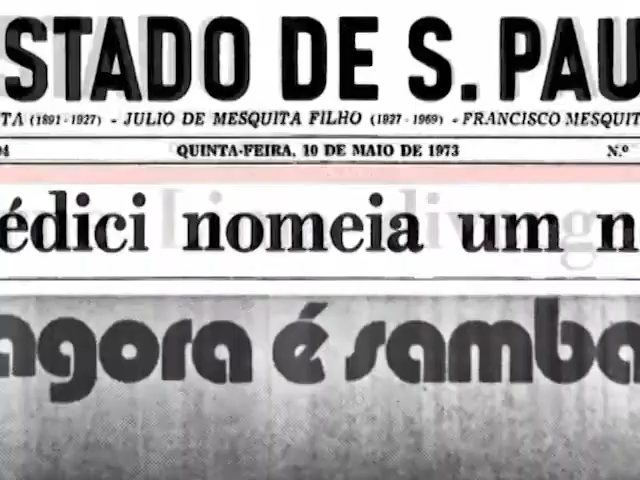 STADO DE S. PAU
TA (1891-1927) - JULIO DE MESQUITA FILHO (1927-1969) - FRANCISCO MESQUIT
94 QUINTA-FEIRA, 10 DE MAIO DE 1973 N.º
édici nomeia um n
agora é samba